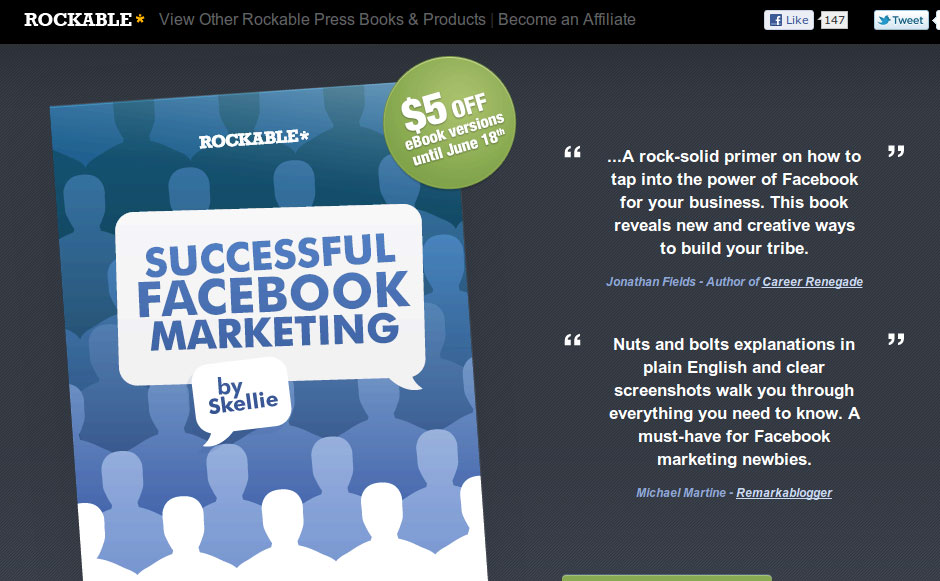 ROCKABLE* View Other Rockable Press Books & Products | Become an Affiliate Like 147 Tweet
$5 OFF
eBook versions
until June 18th
ROCKABLE*
SUCCESSFUL
FACEBOOK
MARKETING
by
Skellie
“ ...A rock-solid primer on how to ”
tap into the power of Facebook
for your business. This book
reveals new and creative ways
to build your tribe.
Jonathan Fields - Author of Career Renegade
“ Nuts and bolts explanations in ”
plain English and clear
screenshots walk you through
everything you need to know. A
must-have for Facebook
marketing newbies.
Michael Martine - Remarkablogger